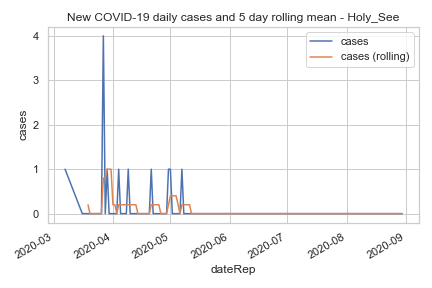 New COVID-19 daily cases and 5 day rolling mean - Holy_See
cases
cases (rolling)
4
3
2
1
0
cases
2020-03
2020-04
2020-05
2020-06
2020-07
2020-08
2020-09
dateRep